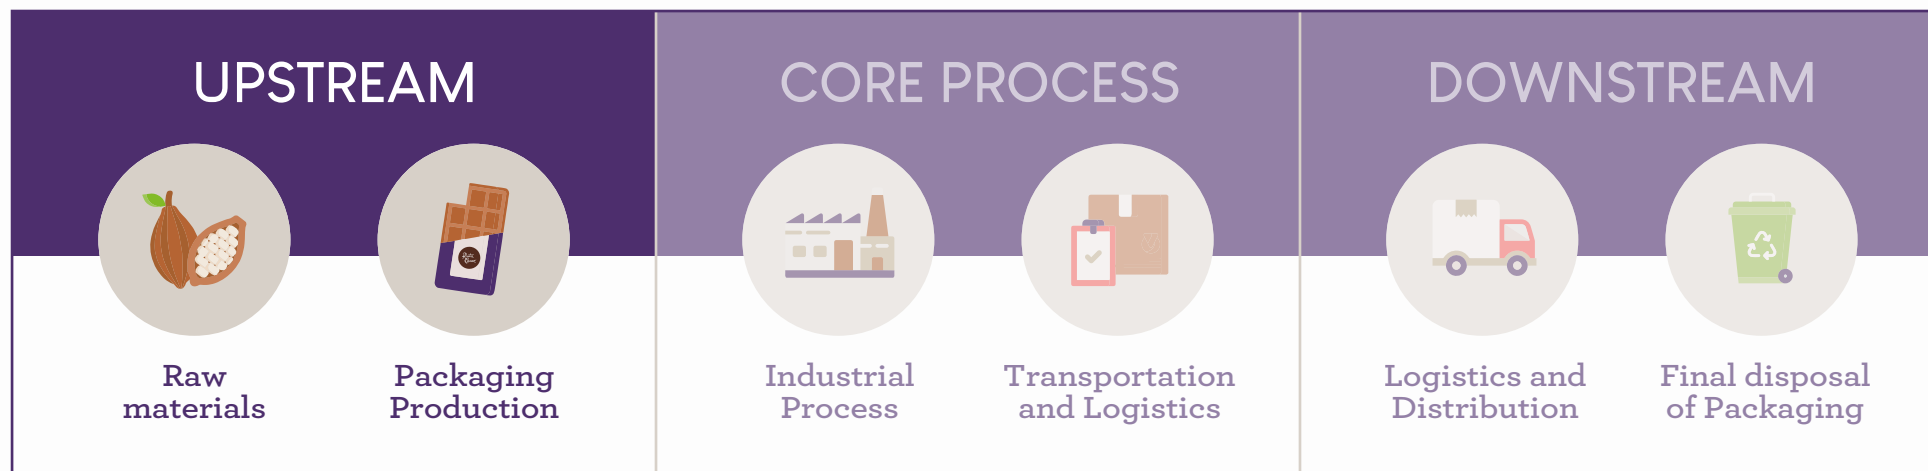 UPSTREAM
CORE PROCESS
DOWNSTREAM
Raw
materials
Packaging
Production
Industrial
Process
Transportation
and Logistics
Logistics and
Distribution
Final disposal
of Packaging